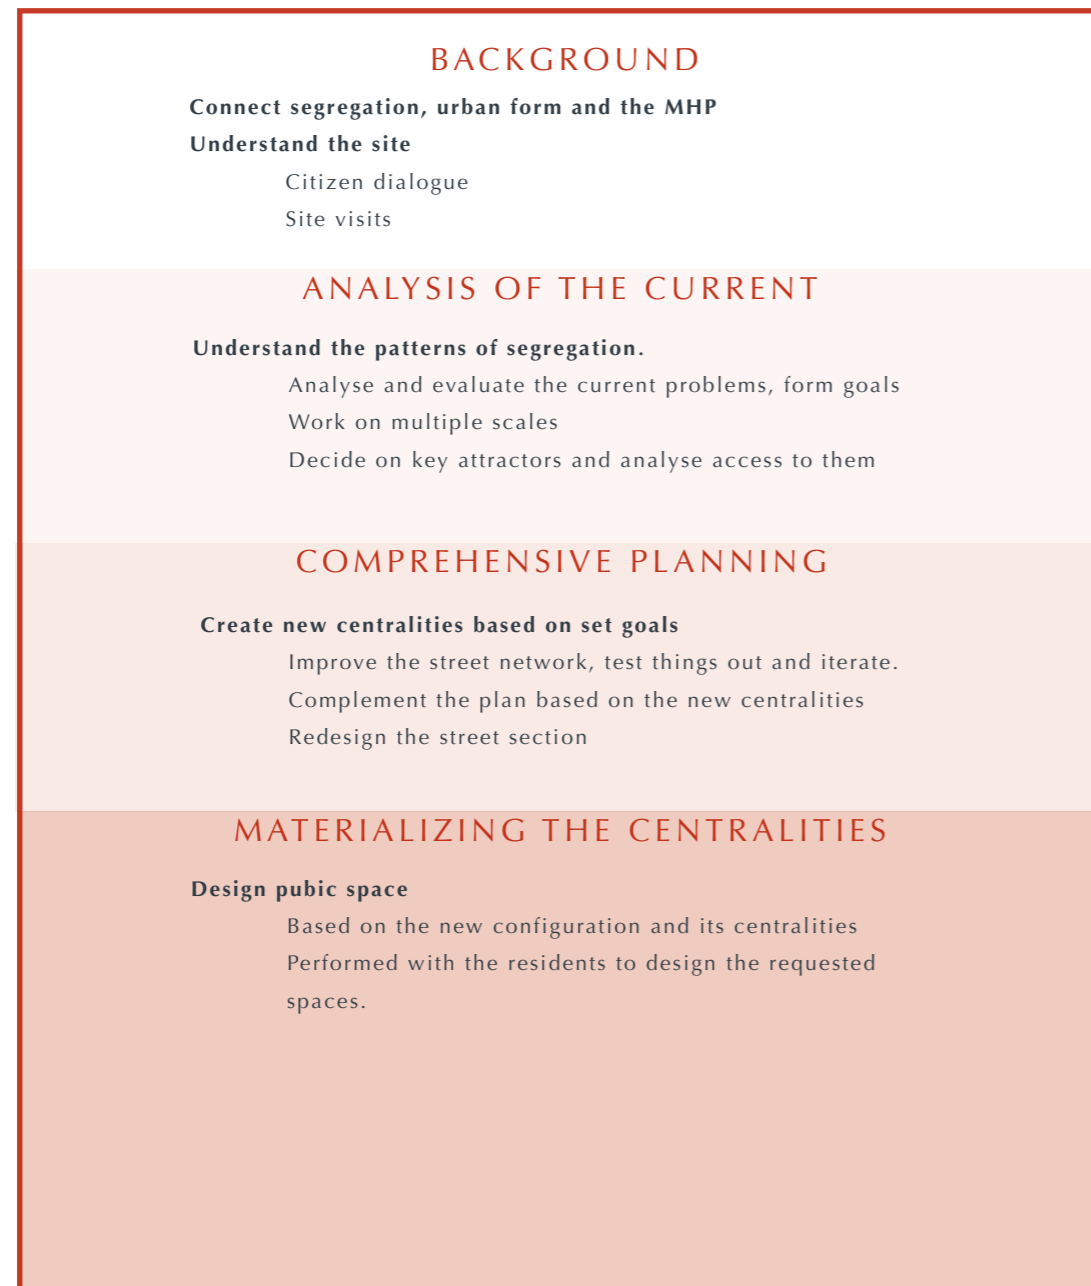 BACKGROUND
Connect segregation, urban form and the MHP
Understand the site
Citizen dialogue
Site visits
ANALYSIS OF THE CURRENT
Understand the patterns of segregation.
Analyse and evaluate the current problems, form goals
Work on multiple scales
Decide on key attractors and analyse access to them
COMPREHENSIVE PLANNING
Create new centralities based on set goals
Improve the street network, test things out and iterate.
Complement the plan based on the new centralities
Redesign the street section
MATERIALIZING THE CENTRALITIES
Design pubic space
Based on the new configuration and its centralities
Performed with the residents to design the requested
spaces.